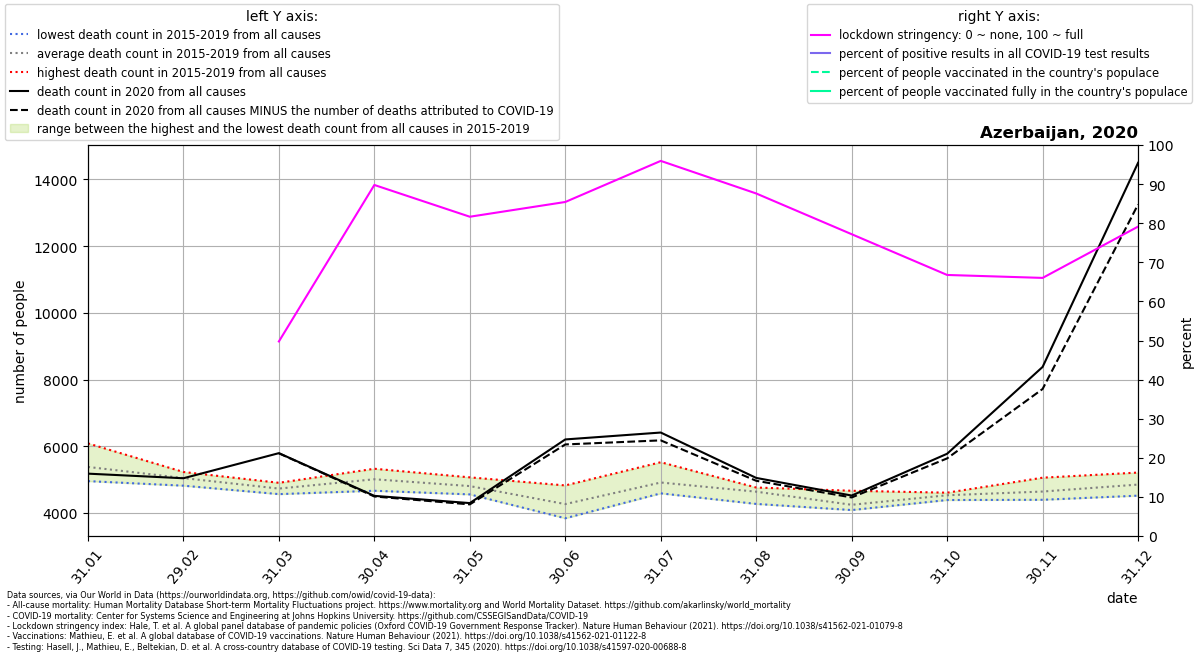 left Y axis:
lowest death count in 2015-2019 from all causes
average death count in 2015-2019 from all causes
highest death count in 2015-2019 from all causes
death count in 2020 from all causes
death count in 2020 from all causes MINUS the number of deaths attributed to COVID-19
range between the highest and the lowest death count from all causes in 2015-2019
right Y axis:
lockdown stringency: 0 ~ none, 100 ~ full
percent of positive results in all COVID-19 test results
percent of people vaccinated in the country's populace
percent of people vaccinated fully in the country's populace
Azerbaijan, 2020
number of people
14000
12000
10000
8000
6000
4000
100
90
80
70
60
50
40
30
20
10
0
percent
31.01
29.02
31.03
30.04
31.05
30.06
31.07
31.08
30.09
31.10
30.11
31.12
date
Data sources, via Our World in Data (https://ourworldindata.org, https://github.com/owid/covid-19-data):
- All-cause mortality: Human Mortality Database Short-term Mortality Fluctuations project. https://www.mortality.org and World Mortality Dataset. https://github.com/akarlinsky/world_mortality
- COVID-19 mortality: Center for Systems Science and Engineering at Johns Hopkins University. https://github.com/CSSEGISandData/COVID-19
- Lockdown stringency index: Hale, T. et al. A global panel database of pandemic policies (Oxford COVID-19 Government Response Tracker). Nature Human Behaviour (2021). https://doi.org/10.1038/s41562-021-01079-8
- Vaccinations: Mathieu, E. et al. A global database of COVID-19 vaccinations. Nature Human Behaviour (2021). https://doi.org/10.1038/s41562-021-01122-8
- Testing: Hasell, J., Mathieu, E., Beltekian, D. et al. A cross-country database of COVID-19 testing. Sci Data 7, 345 (2020). https://doi.org/10.1038/s41597-020-00688-8